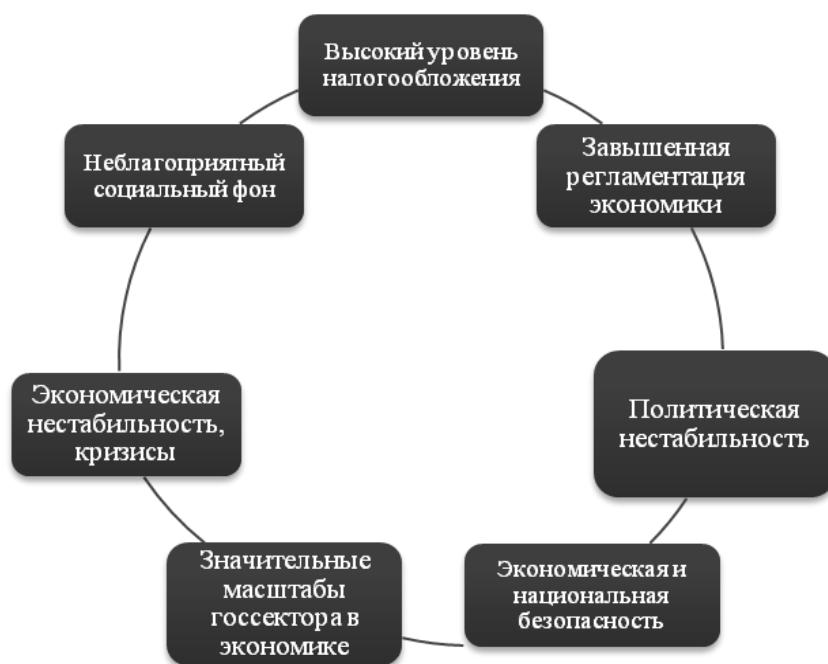 Высокий уровень
налогообложения
Завышенная
регламентация
экономики
Политическая
нестабильность
Экономическая и
национальная
безопасность
Значительные
масштабы
госсектора в
экономике
Экономическая
нестабильность,
кризисы
Неблагоприятный
социальный фон